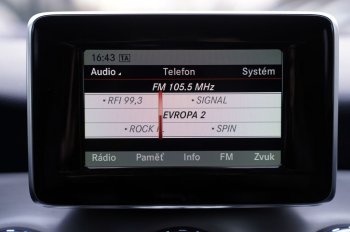 16:43 TA
Audio Telefon Systém
FM 105.5 MHz
• RFI 99,3 • SIGNAL
EVROPA 2
• ROCK • SPIN
Rádio Paměť Info FM Zvuk